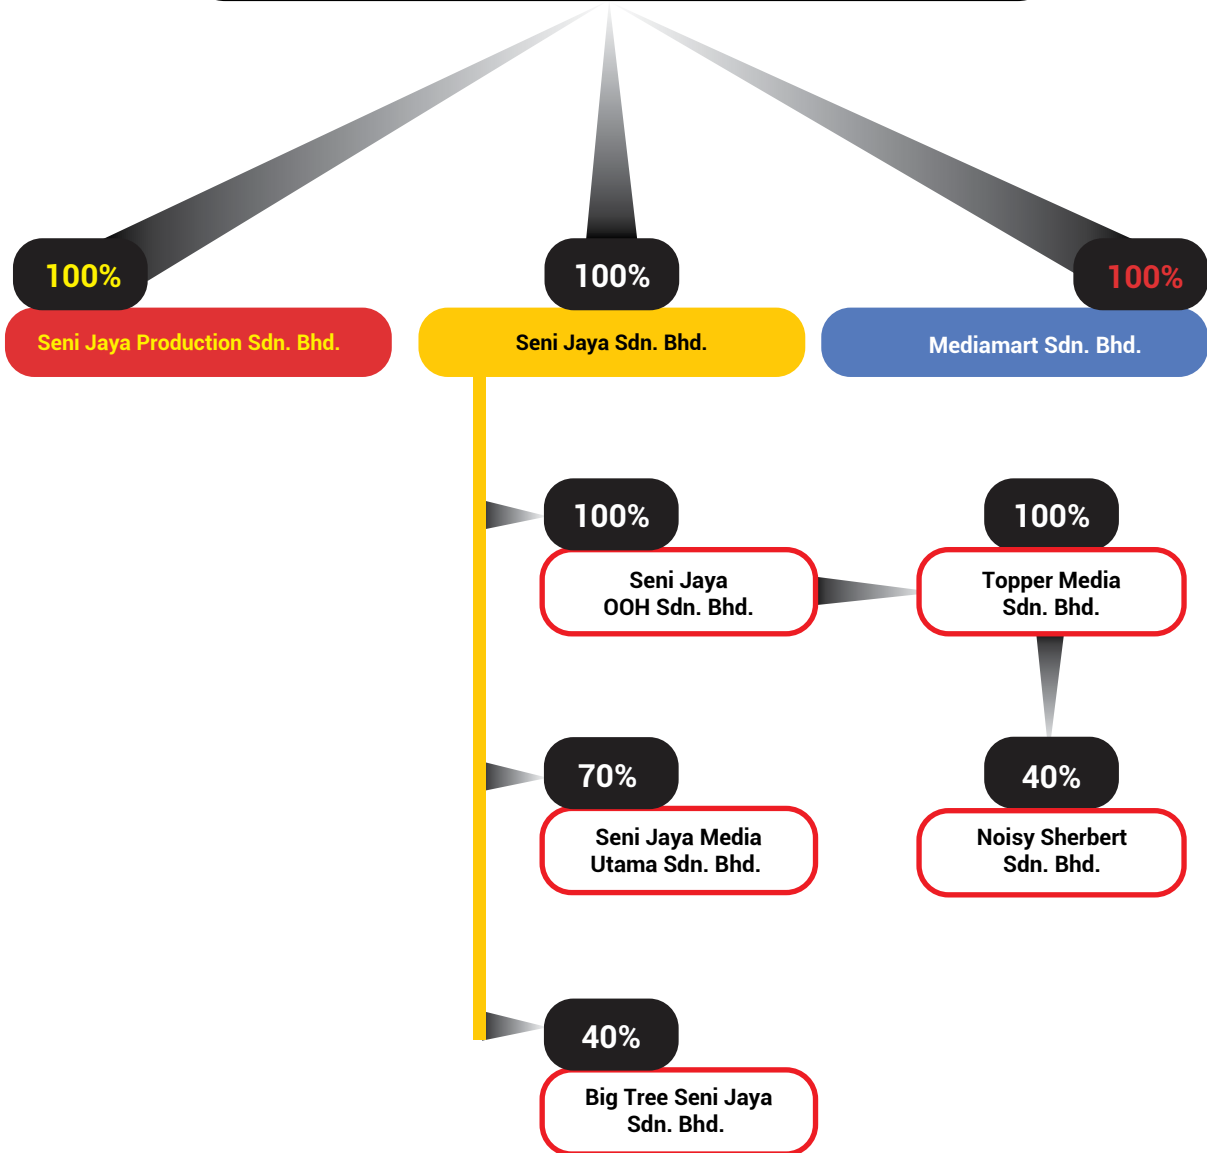 100%
Seni Jaya Production Sdn. Bhd.
100%
Seni Jaya Sdn. Bhd.
100%
Mediamart Sdn. Bhd.
100%
Seni Jaya
OOH Sdn. Bhd.
100%
Topper Media
Sdn. Bhd.
70%
Seni Jaya Media
Utama Sdn. Bhd.
40%
Noisy Sherbert
Sdn. Bhd.
40%
Big Tree Seni Jaya
Sdn. Bhd.